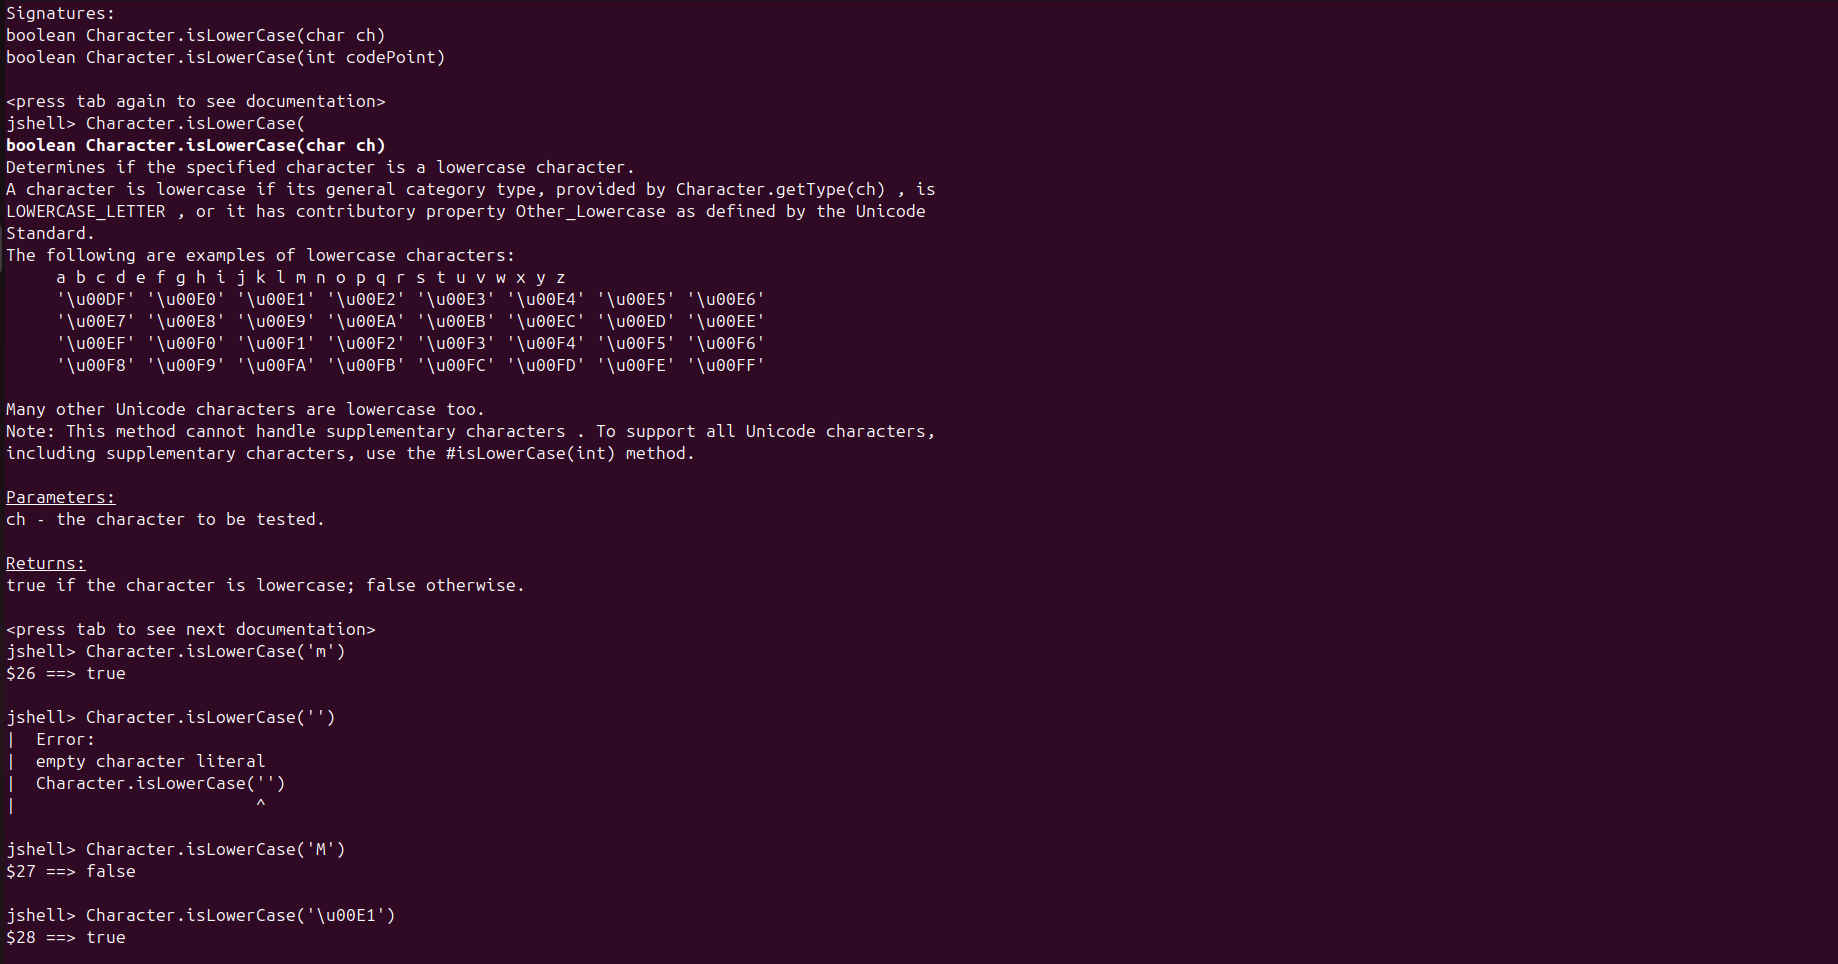 Signatures:
boolean Character.isLowerCase(char ch)
boolean Character.isLowerCase(int codePoint)

<press tab again to see documentation>
jshell> Character.isLowerCase(
boolean Character.isLowerCase(char ch)
Determines if the specified character is a lowercase character.
A character is lowercase if its general category type, provided by Character.getType(ch) , is
LOWERCASE_LETTER , or it has contributory property Other_Lowercase as defined by the Unicode
Standard.
The following are examples of lowercase characters:
     a b c d e f g h i j k l m n o p q r s t u v w x y z
     '\u00DF' '\u00E0' '\u00E1' '\u00E2' '\u00E3' '\u00E4' '\u00E5' '\u00E6'
     '\u00E7' '\u00E8' '\u00E9' '\u00EA' '\u00EB' '\u00EC' '\u00ED' '\u00EE'
     '\u00EF' '\u00F0' '\u00F1' '\u00F2' '\u00F3' '\u00F4' '\u00F5' '\u00F6'
     '\u00F8' '\u00F9' '\u00FA' '\u00FB' '\u00FC' '\u00FD' '\u00FE' '\u00FF'

Many other Unicode characters are lowercase too.
Note: This method cannot handle supplementary characters . To support all Unicode characters,
including supplementary characters, use the #isLowerCase(int) method.

Parameters:
ch - the character to be tested.

Returns:
true if the character is lowercase; false otherwise.

<press tab to see next documentation>
jshell> Character.isLowerCase('m')
$26 ==> true

jshell> Character.isLowerCase('')
|  Error:
|  empty character literal
|  Character.isLowerCase('')
|                        ^

jshell> Character.isLowerCase('M')
$27 ==> false

jshell> Character.isLowerCase('\u00E1')
$28 ==> true